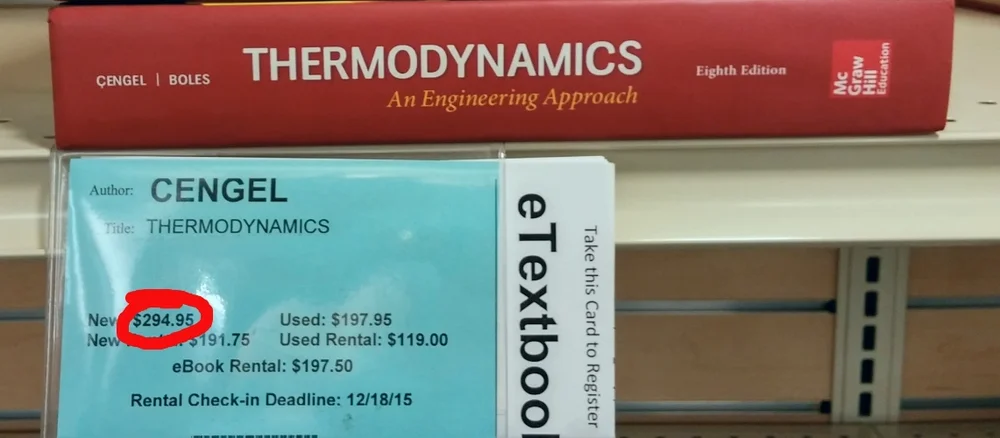 ÇENGEL | BOLES
THERMODYNAMICS
An Engineering Approach
Eighth Edition
Mc
Graw
Hill
Education
Author: CENGEL
Title: THERMODYNAMICS
New $294.95 Used: $197.95
New $191.75 Used Rental: $119.00
eBook Rental: $197.50
Rental Check-in Deadline: 12/18/15
eTextboo
Take this Card to Register